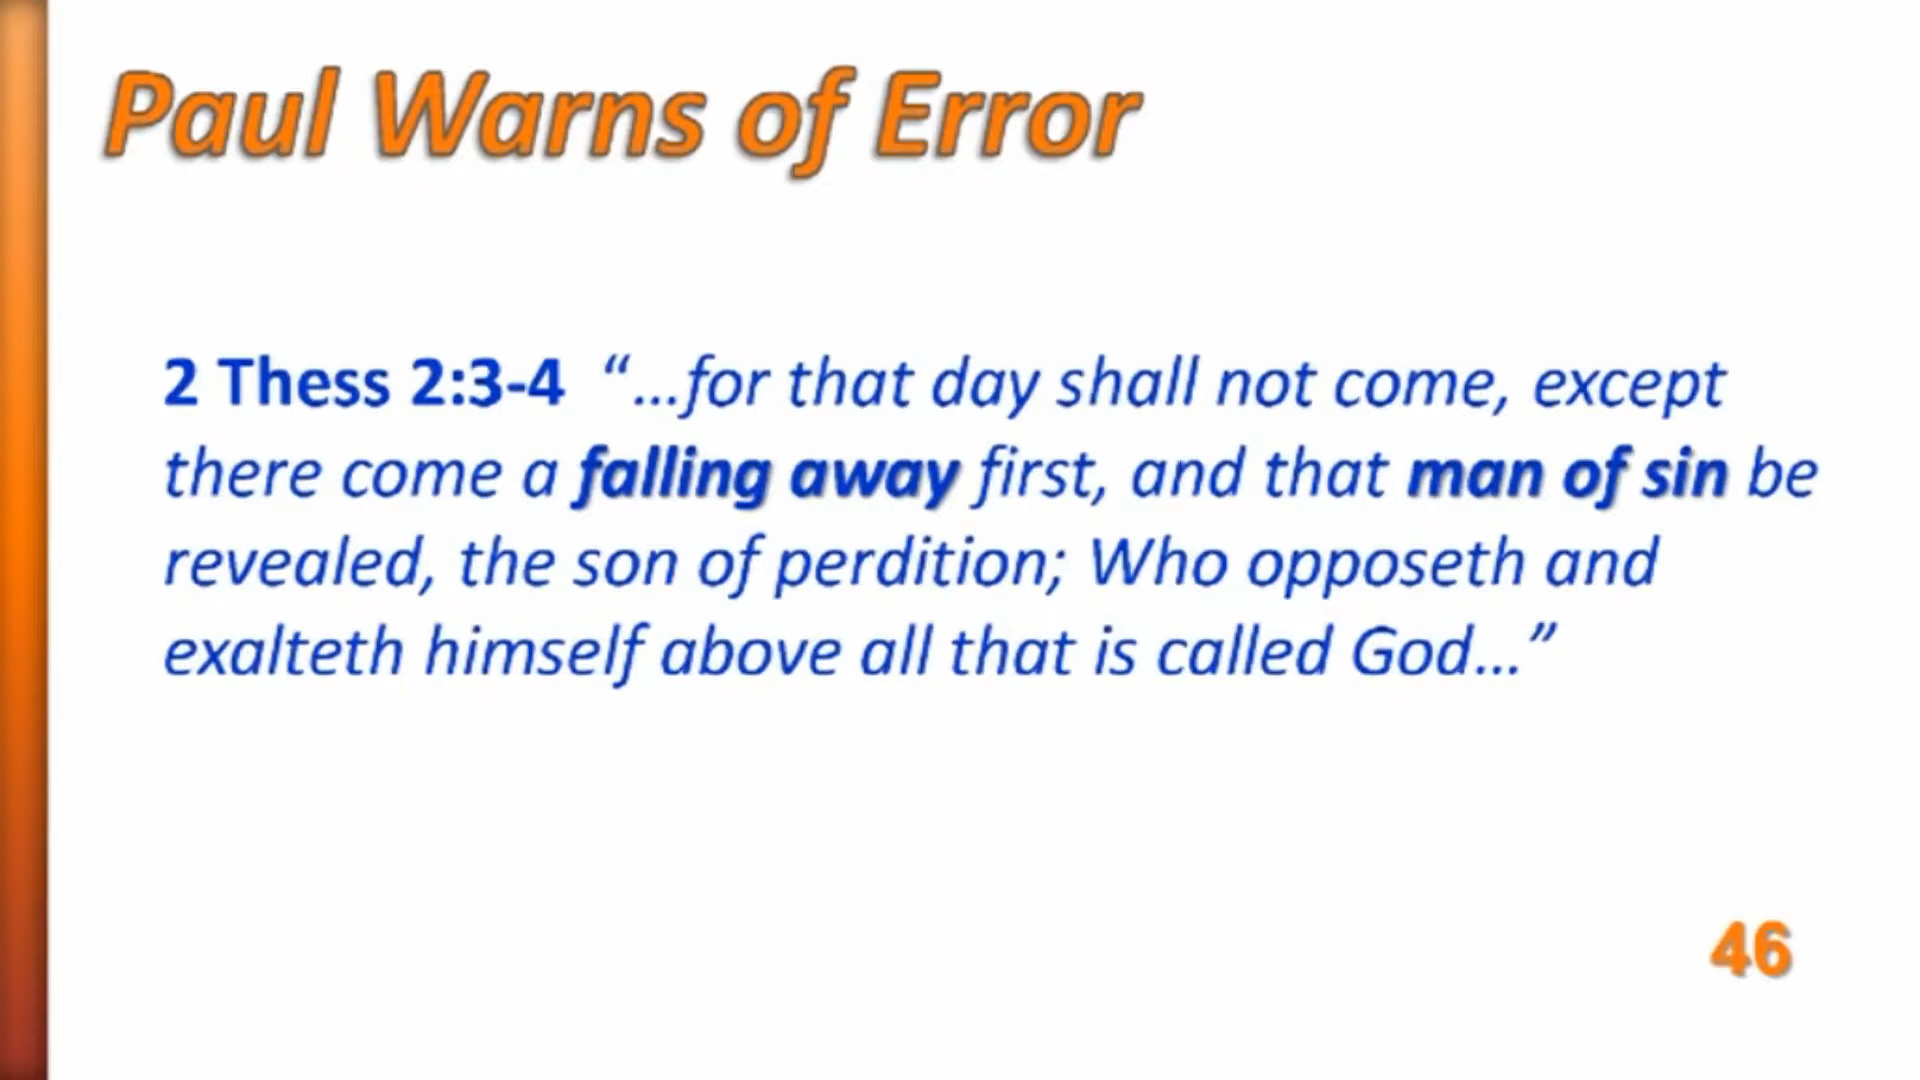 Paul Warns of Error
2 Thess 2:3-4 “...for that day shall not come, except
there come a falling away first, and that man of sin be
revealed, the son of perdition; Who opposeth and
exalteth himself above all that is called God...”
46